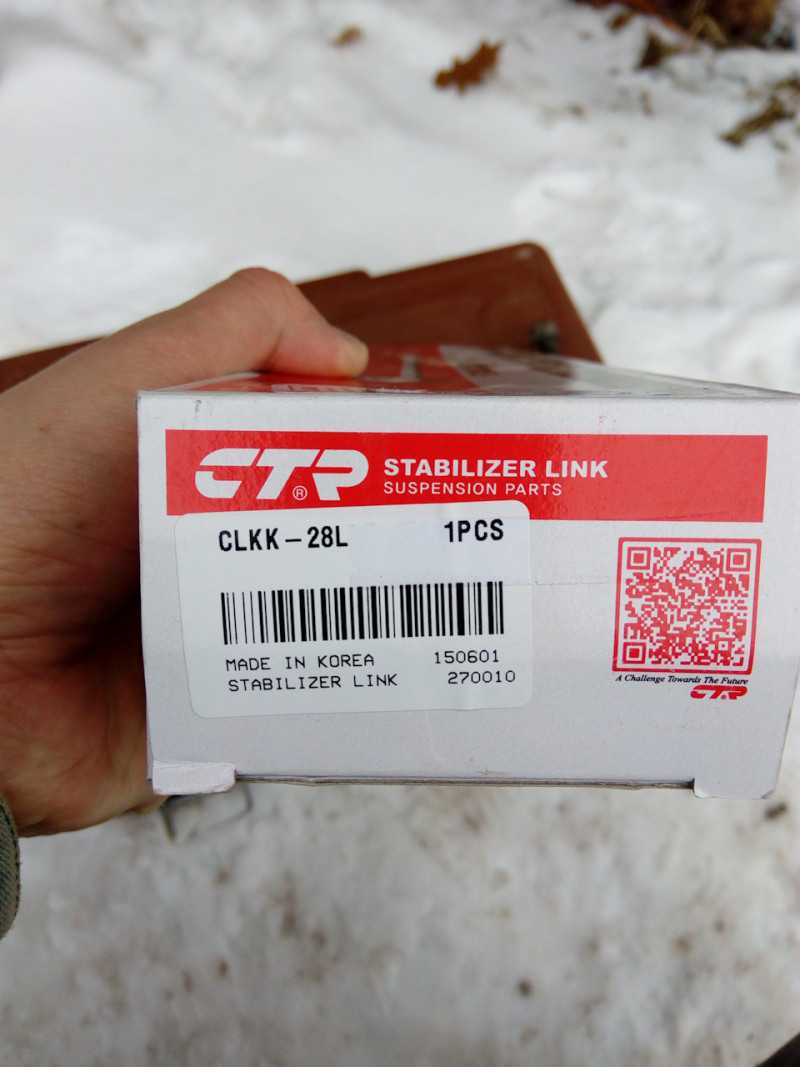 CTR® STABILIZER LINK
SUSPENSION PARTS
CLKK-28L 1PCS
MADE IN KOREA 150601
STABILIZER LINK 270010
A Challenge Towards The Future
CTR